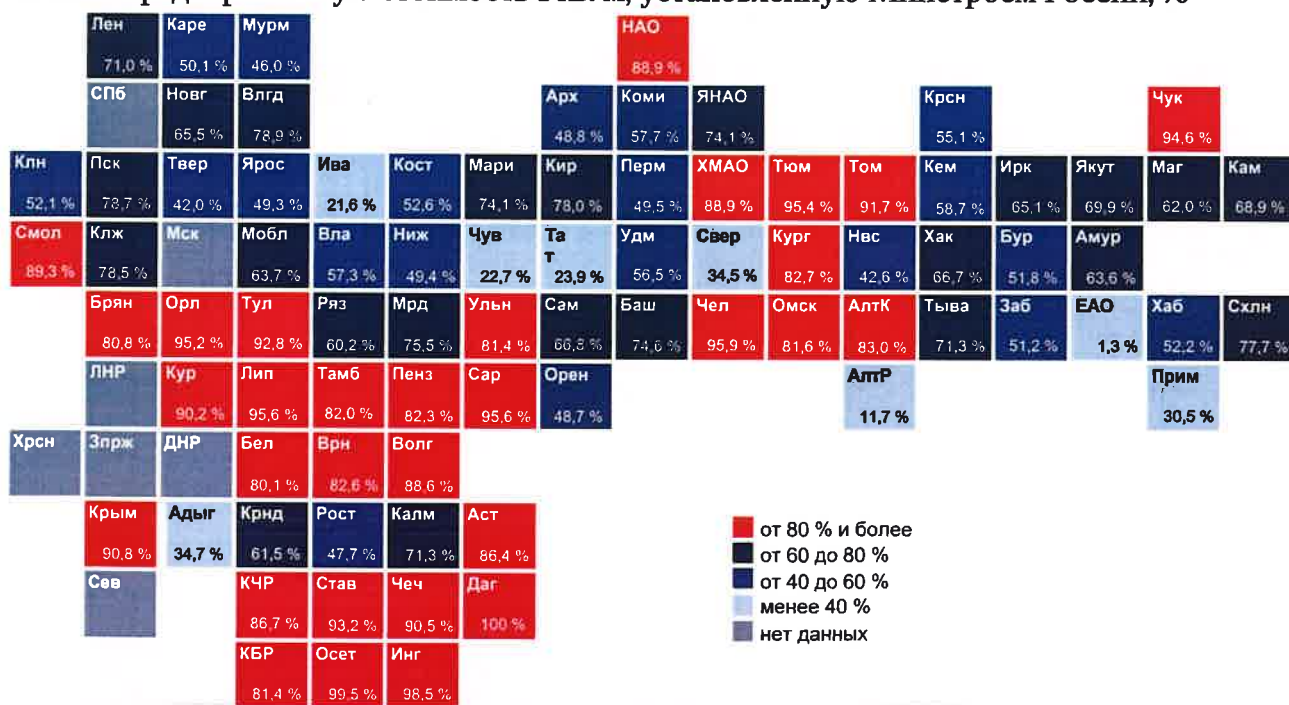 установленную Минстроем России, %
Лен Каре Мурм НАО
71,0 % 50,1 % 46,0 % 88,9 %
СПб Новг Влгд Арх Коми ЯНАО Крсн Чук
65,5 % 78,9 % 48,8 % 57,7 % 74,1 % 55,1 % 94,6 %
Клн Пск Твер Ярос Ива Кост Мари Кир Перм ХМАО Тюм Том Кем Ирк Якут Маг Кам
52,1 % 78,7 % 42,0 % 49,3 % 21,6 % 52,6 % 74,1 % 78,0 % 49,5 % 88,9 % 95,4 % 91,7 % 58,7 % 65,1 % 69,9 % 62,0 % 68,9 %
Смол Клж Мск Мобл Вла Ниж Чув Та Удм Свер Кург Нвс Хак Бур Амур
т
89,3 % 78,5 % 63,7 % 57,3 % 49,4 % 22,7 % 23,9 % 56,5 % 34,5 % 82,7 % 42,6 % 66,7 % 51,8 % 63,6 %
Брян Орл Тул Ряз Мрд Ульн Сам Баш Чел Омск АлтК Тыва Заб ЕАО Хаб Схлн
80,8 % 95,2 % 92,8 % 60,2 % 75,5 % 81,4 % 66,8 % 74,6 % 95,9 % 81,6 % 83,0 % 71,3 % 51,2 % 1,3 % 52,2 % 77,7 %
ЛНР Кур Лип Тамб Пенз Сар Орен АлтР Прим
90,2 % 95,6 % 82,0 % 82,3 % 95,6 % 48,7 % 11,7 % 30,5 %
Хрсн Зпрж ДНР Бел Врн Волг
80,1 % 82,6 % 88,6 %
Крым Адыг Крнд Рост Калм Аст
90,8 % 34,7 % 61,5 % 47,7 % 71,3 % 86,4 %
Сев КЧР Став Чеч Даг
86,7 % 93,2 % 90,5 % 100 %
КБР Осет Инг
81,4 % 99,5 % 98,5 %
от 80 % и более
от 60 до 80 %
от 40 до 60 %
менее 40 %
нет данных